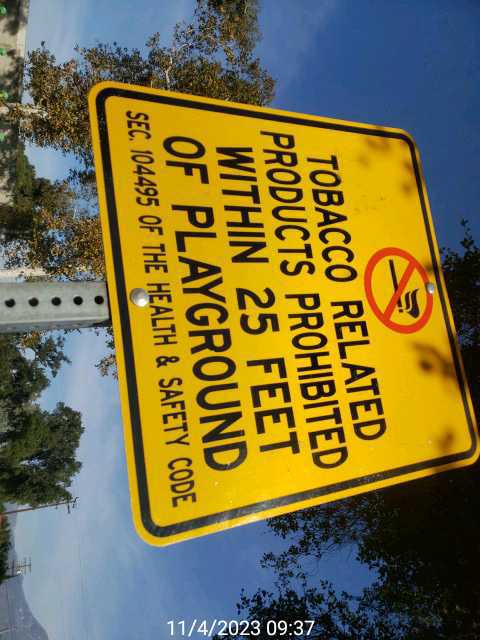 TOBACCO RELATED
PRODUCTS PROHIBITED
WITHIN 25 FEET
OF PLAYGROUND
SEC. 104495 OF THE HEALTH & SAFETY CODE
11/4/2023 09:37